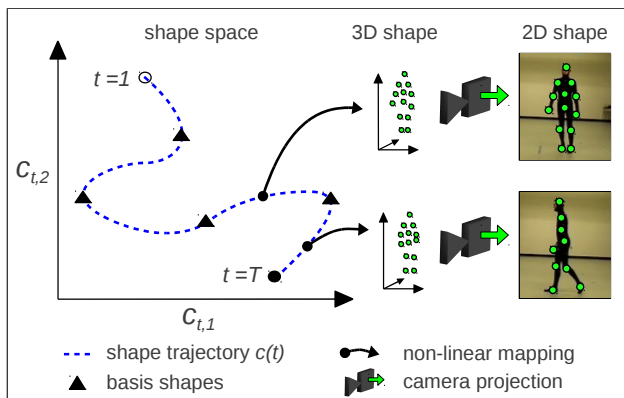 shape space
3D shape
2D shape
t =1
c_{t,2}
t =T
c_{t,1}
shape trajectory c(t)
non-linear mapping
basis shapes
camera projection